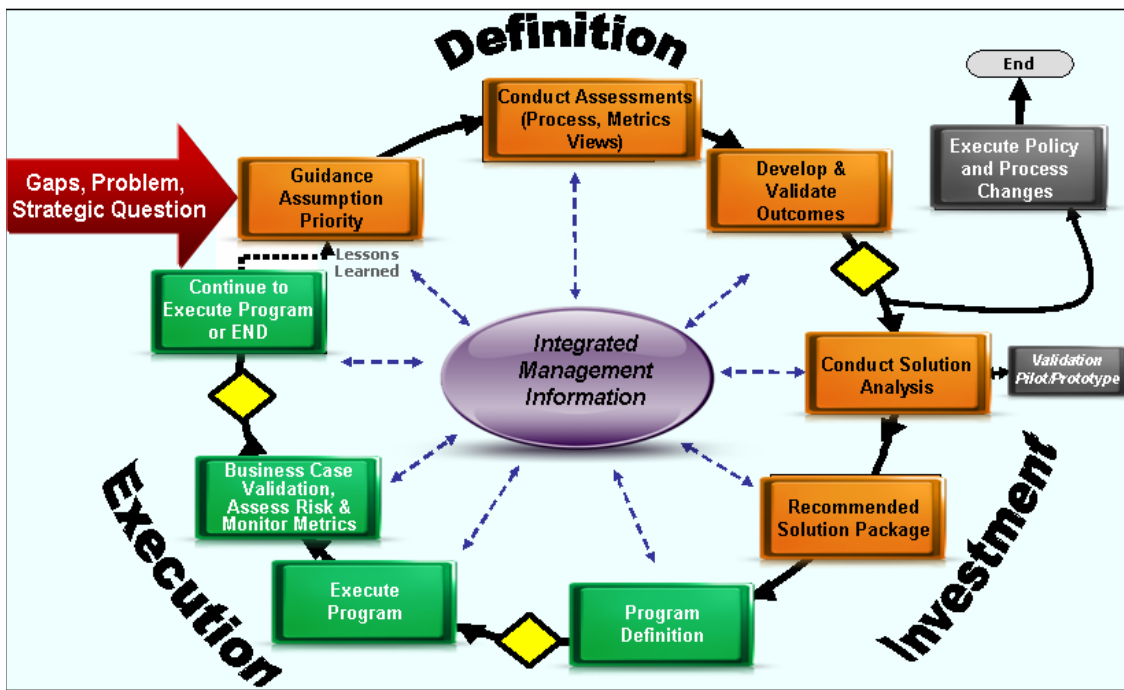 Definition
End
Conduct Assessments
(Process, Metrics
Views)
Execute Policy
and Process
Changes
Gaps, Problem,
Strategic Question
Guidance
Assumption
Priority
Develop &
Validate
Outcomes
Lessons
Learned
Continue to
Execute Program
or END
Integrated
Management
Information
Conduct Solution
Analysis
Validation
Pilot/Prototype
Business Case
Validation,
Assess Risk &
Monitor Metrics
Recommended
Solution Package
Execution
Investment
Execute
Program
Program
Definition